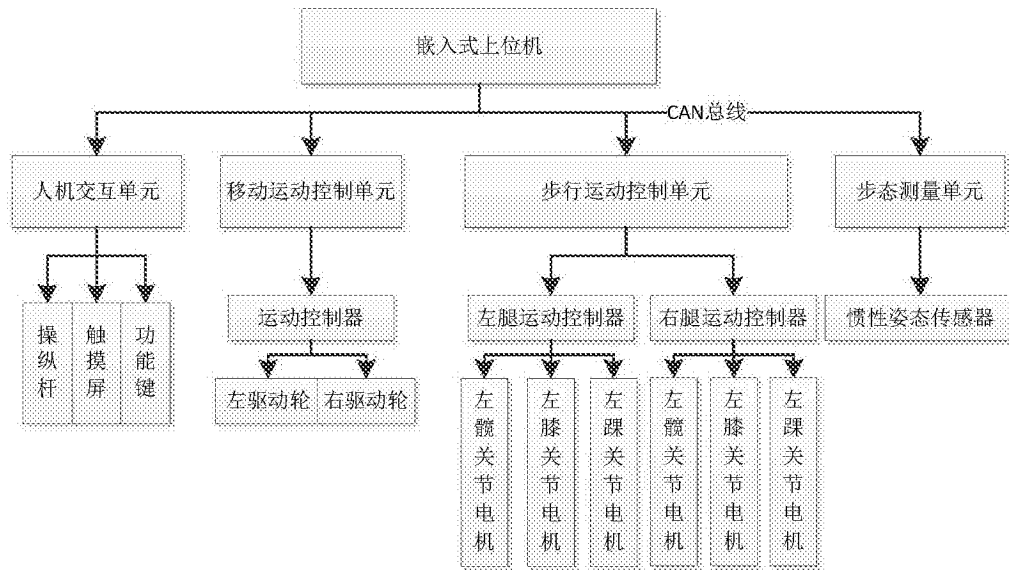 嵌入式上位机
CAN总线
人机交互单元
移动运动控制单元
步行运动控制单元
步态测量单元
操纵杆
触摸屏
功能键
运动控制器
左腿运动控制器
右腿运动控制器
惯性姿态传感器
左驱动轮
右驱动轮
左髋关节电机
左膝关节电机
左踝关节电机
左髋关节电机
左膝关节电机
左踝关节电机